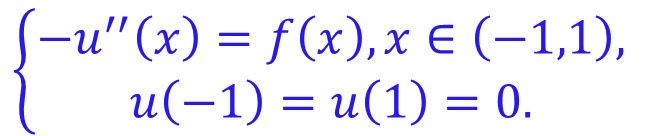 −u′′(x) = f(x), x ∈ (−1,1),
u(−1) = u(1) = 0.